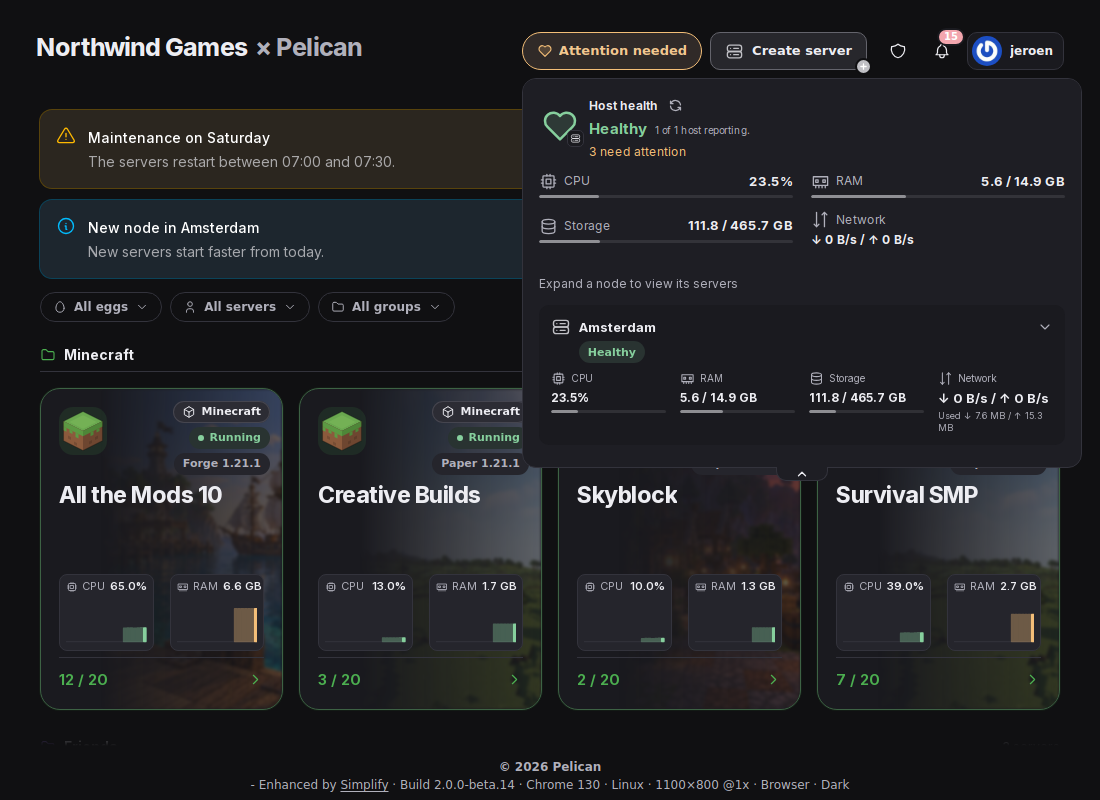 Northwind Games × Pelican
Attention needed
Create server
15
jeroen
Maintenance on Saturday
The servers restart between 07:00 and 07:30.
New node in Amsterdam
New servers start faster from today.
All eggs
All servers
All groups
Host health
Healthy 1 of 1 host reporting.
3 need attention
CPU 23.5%
RAM 5.6 / 14.9 GB
Storage 111.8 / 465.7 GB
Network
↓ 0 B/s / ↑ 0 B/s
Expand a node to view its servers
Amsterdam
Healthy
CPU
23.5%
RAM
5.6 / 14.9 GB
Storage
111.8 / 465.7 GB
Network
↓ 0 B/s / ↑ 0 B/s
Used ↓ 7.6 MB / ↑ 15.3
MB
Minecraft
Minecraft
Running
Forge 1.21.1
All the Mods 10
CPU 65.0%
RAM 6.6 GB
12 / 20
Minecraft
Running
Paper 1.21.1
Creative Builds
CPU 13.0%
RAM 1.7 GB
3 / 20
Skyblock
CPU 10.0%
RAM 1.3 GB
2 / 20
Survival SMP
CPU 39.0%
RAM 2.7 GB
7 / 20
Friends
© 2026 Pelican
- Enhanced by Simplify · Build 2.0.0-beta.14 · Chrome 130 · Linux · 1100×800 @1x · Browser · Dark